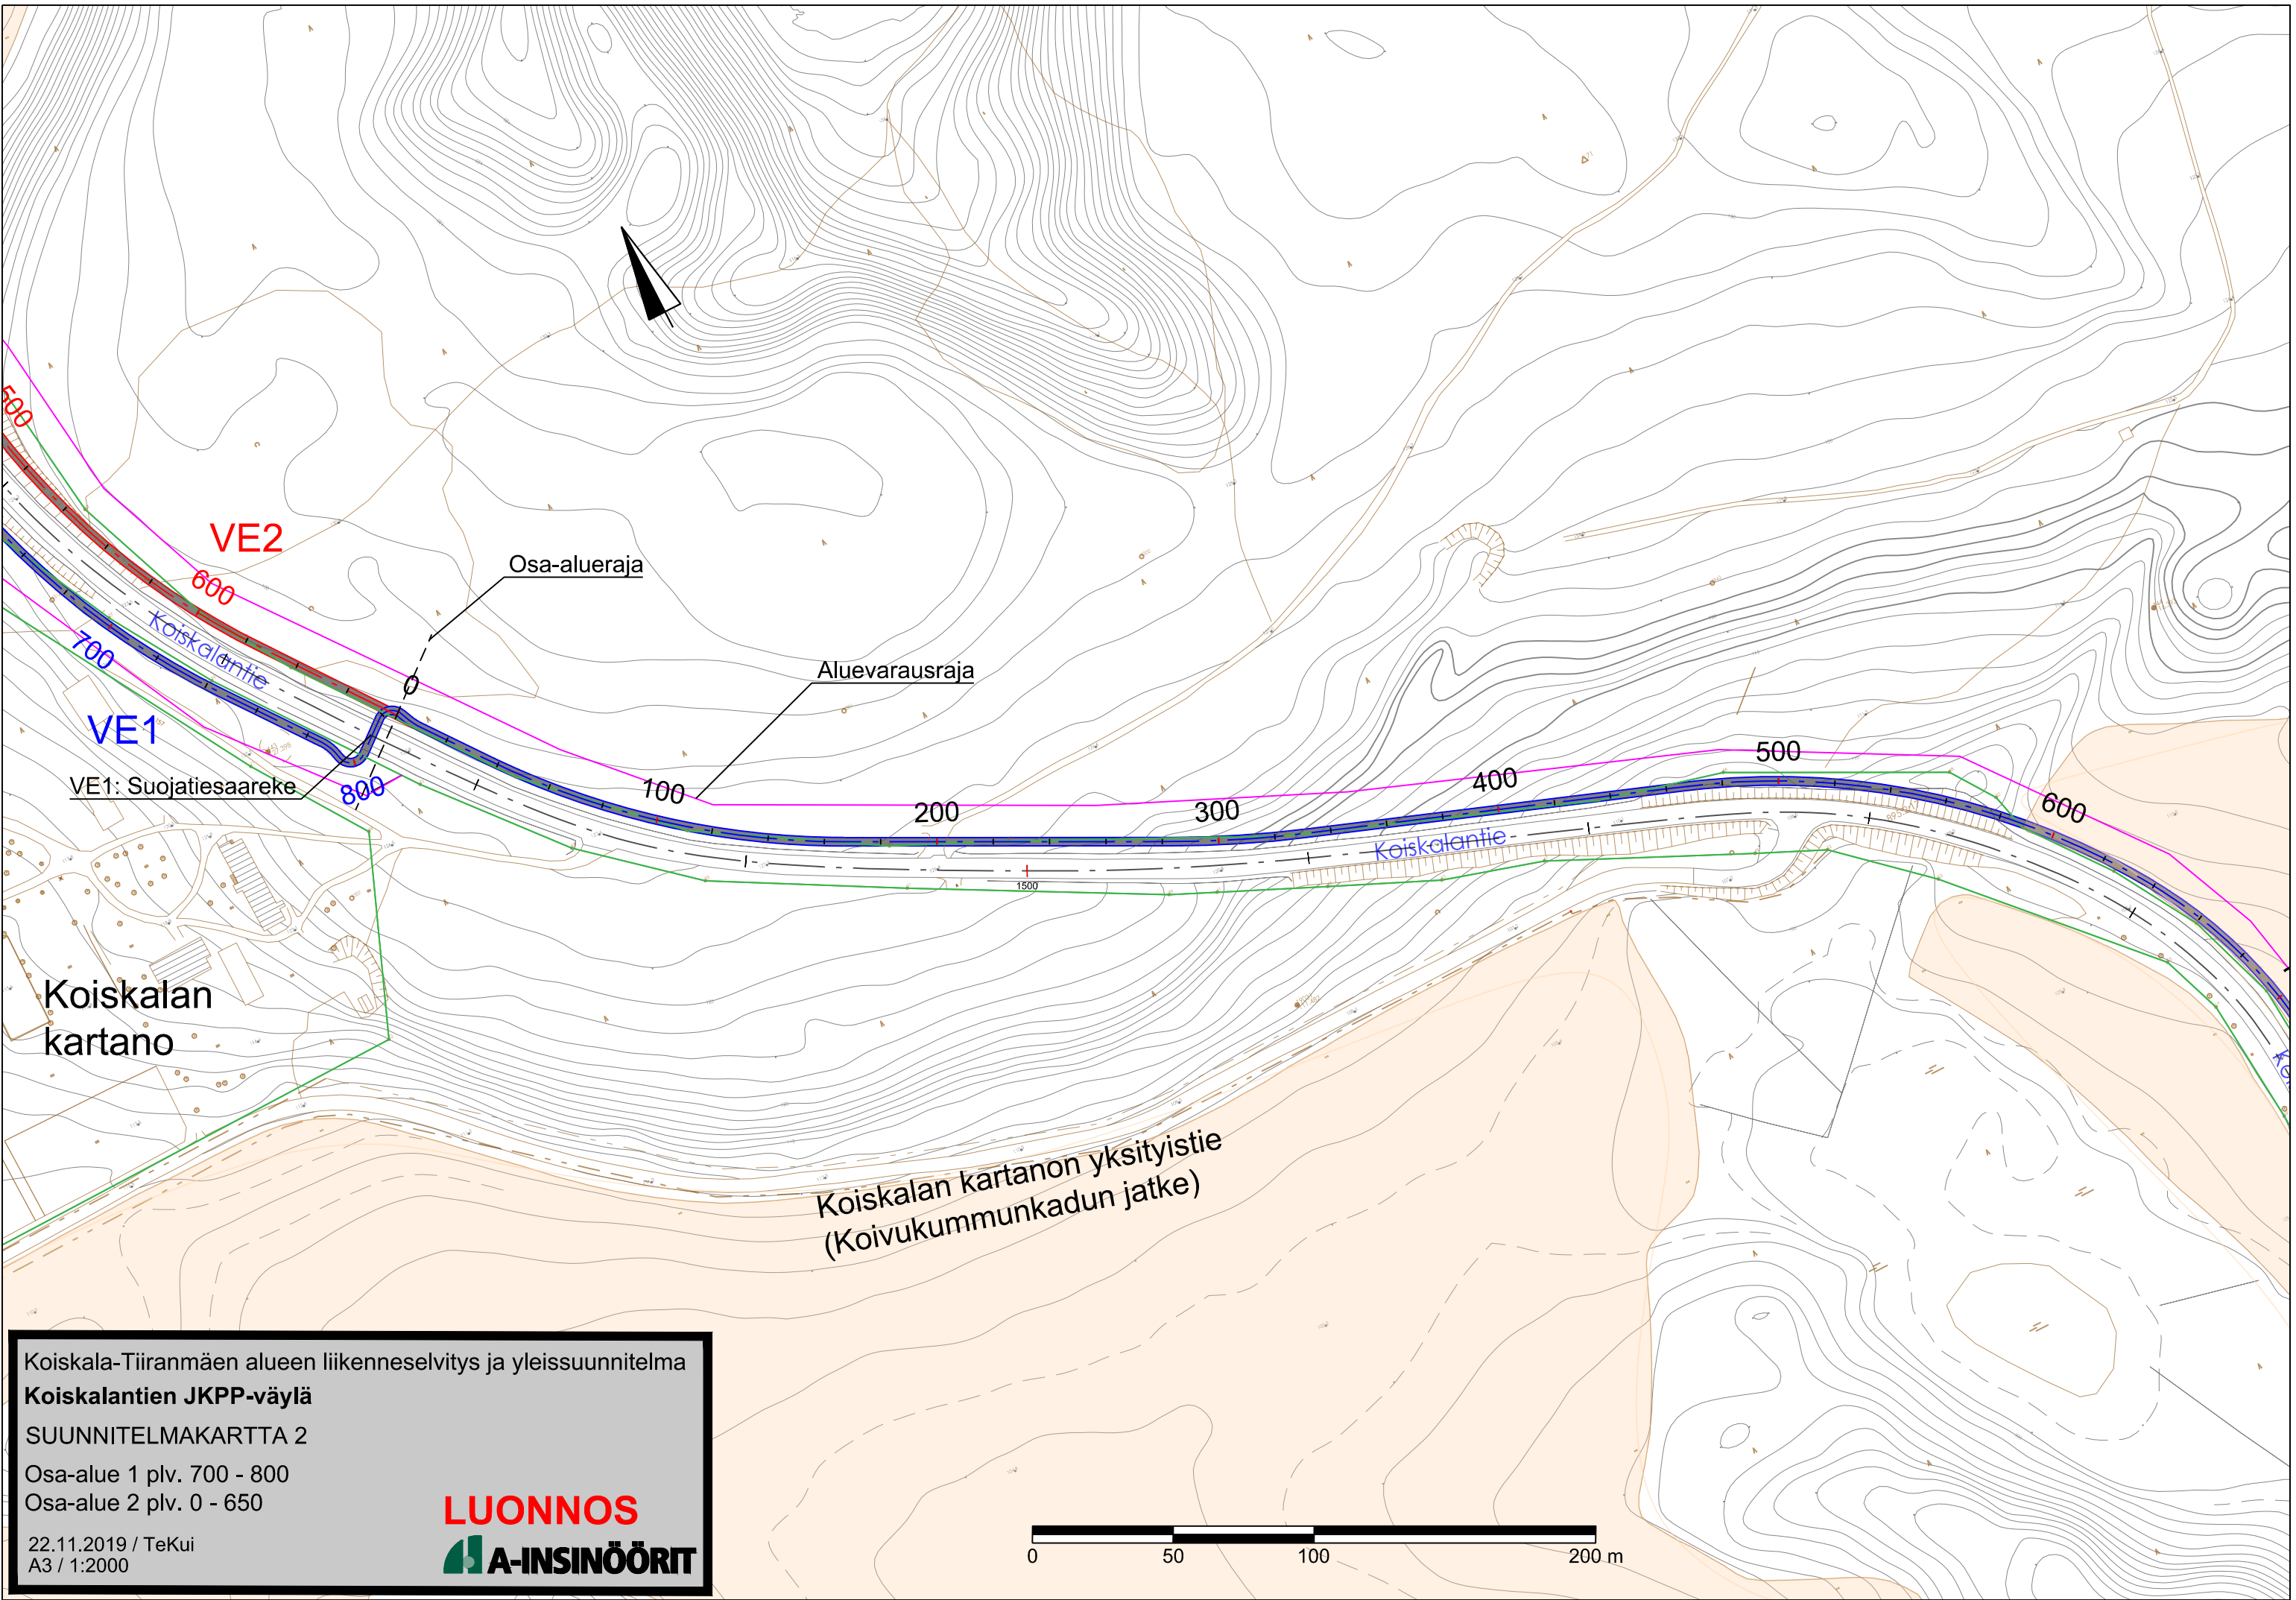 500
VE2
600
Osa-alueraja
Koiskalantie
700
0
Aluevarausraja
VE1
VE1: Suojatiesaareke
800
100
200
300
400
500
600
Koiskalantie
1500
Koiskalan
kartano
Koiskalan kartanon yksityistie
(Koivukummunkadun jatke)
Koiskala-Tiiranmäen alueen liikenneselvitys ja yleissuunnitelma
Koiskalantien JKPP-väylä
SUUNNITELMAKARTTA 2
Osa-alue 1 plv. 700 - 800
Osa-alue 2 plv. 0 - 650
LUONNOS
22.11.2019 / TeKui
A3 / 1:2000
A-INSINÖÖRIT
0 50 100 200 m